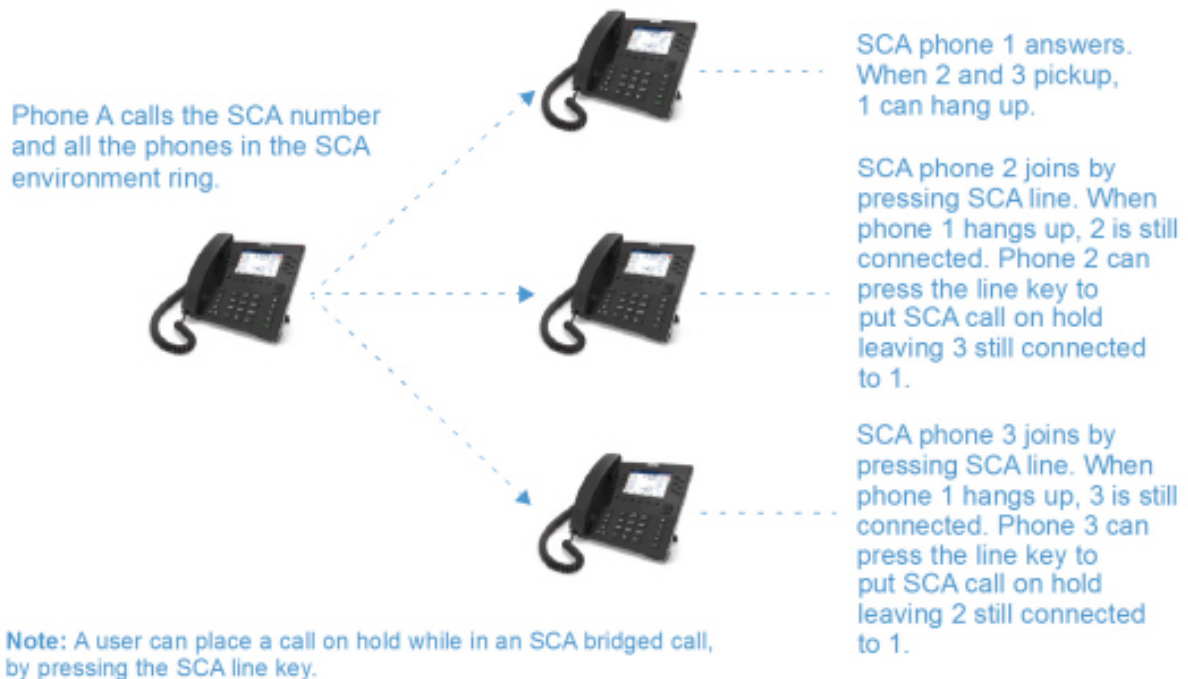 Phone A calls the SCA number
and all the phones in the SCA
environment ring.
SCA phone 1 answers.
When 2 and 3 pickup,
1 can hang up.
SCA phone 2 joins by
pressing SCA line. When
phone 1 hangs up, 2 is still
connected. Phone 2 can
press the line key to
put SCA call on hold
leaving 3 still connected
to 1.
SCA phone 3 joins by
pressing SCA line. When
phone 1 hangs up, 3 is still
connected. Phone 3 can
press the line key to
put SCA call on hold
leaving 2 still connected
to 1.
Note: A user can place a call on hold while in an SCA bridged call,
by pressing the SCA line key.